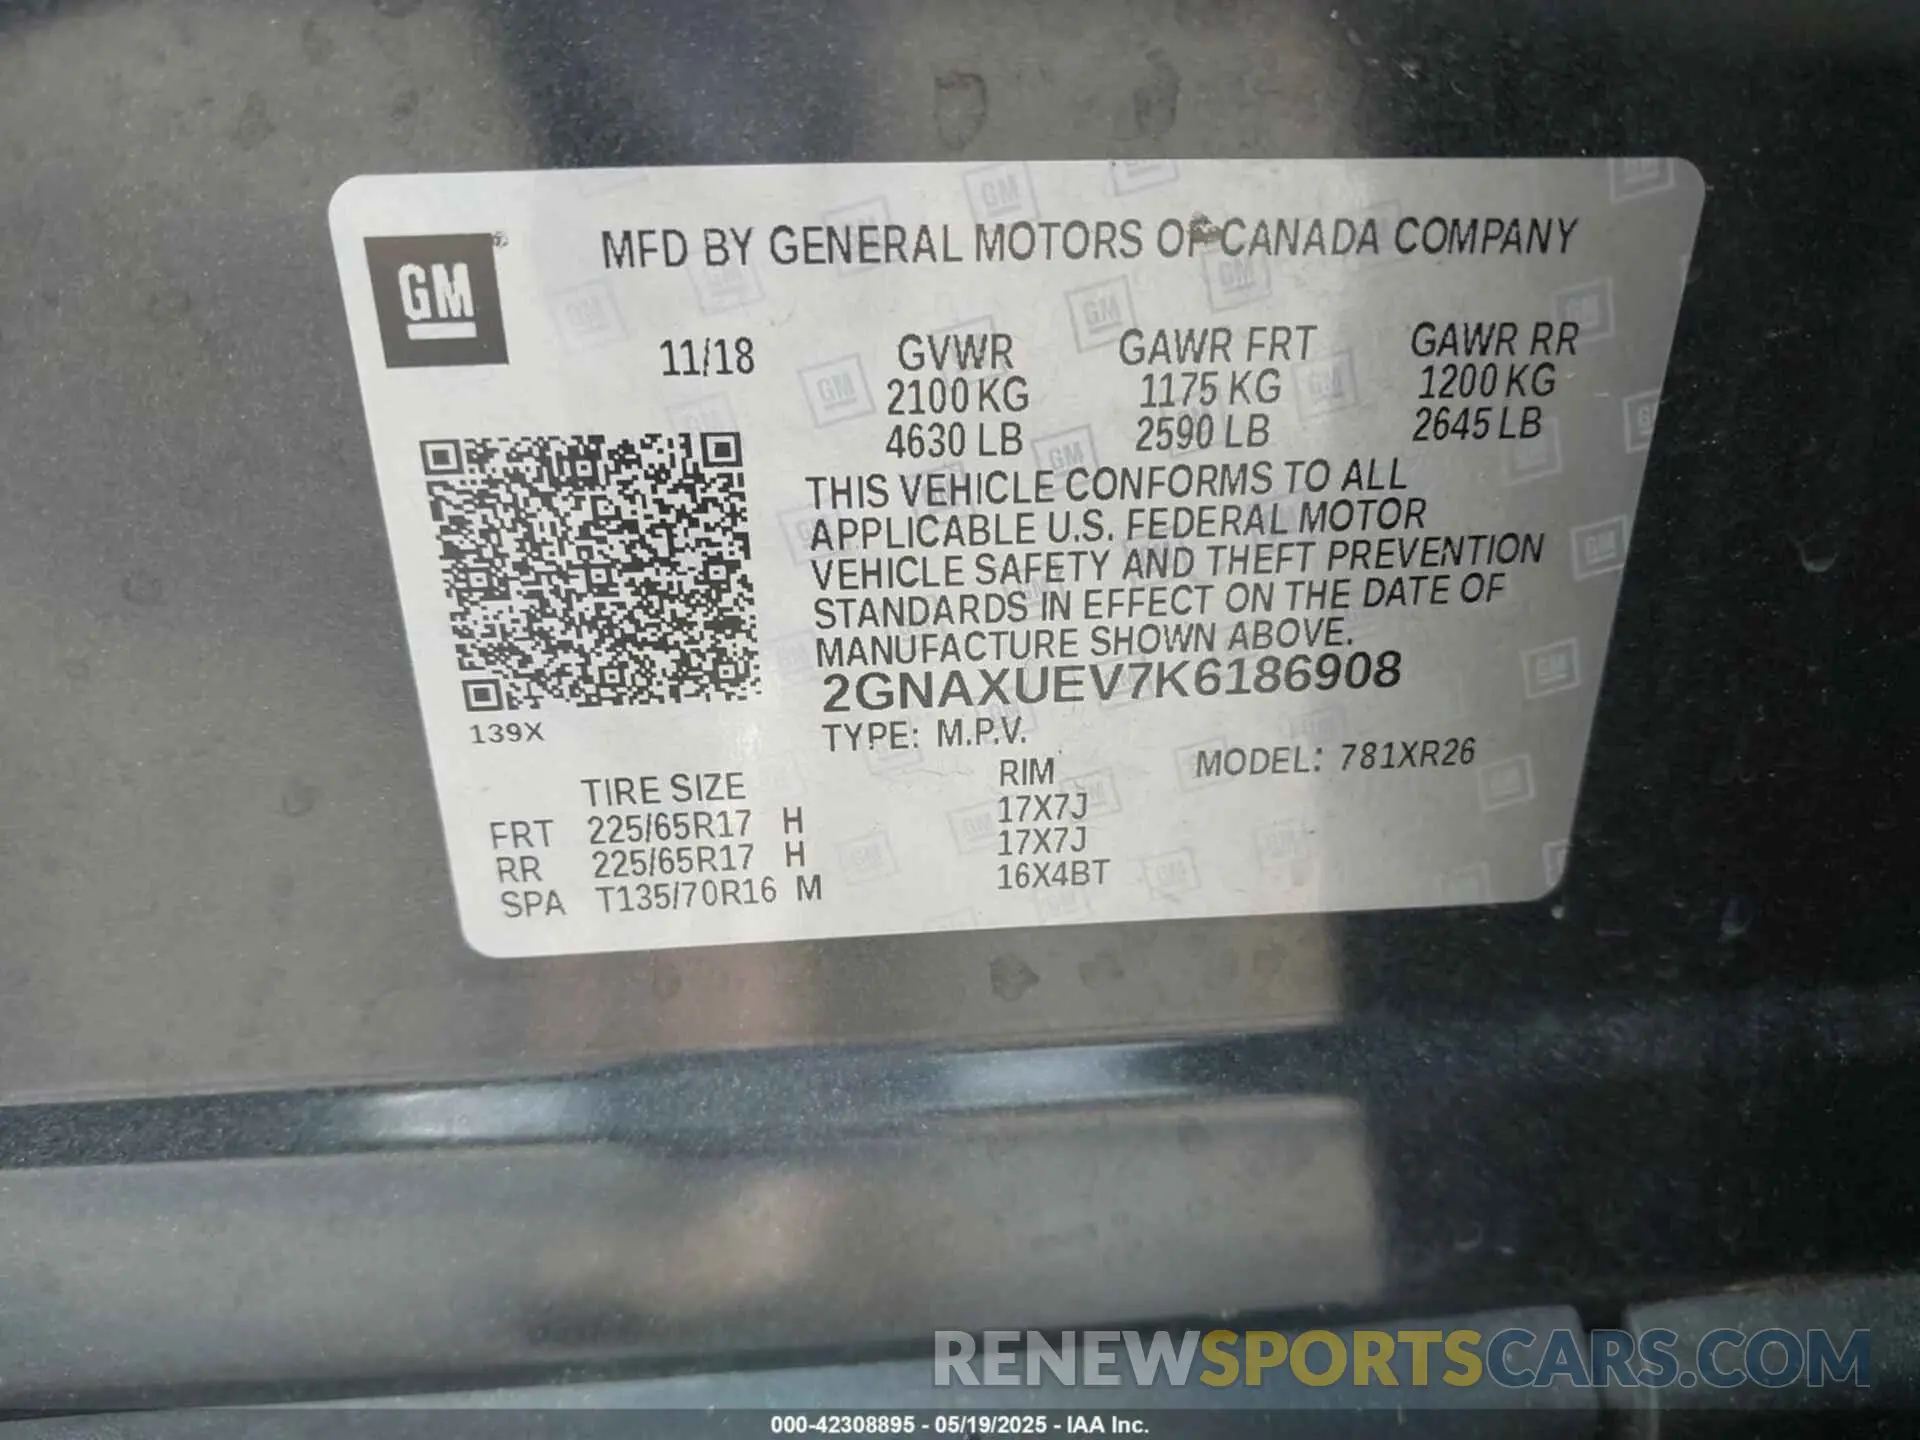 GM ®
MFD BY GENERAL MOTORS OF CANADA COMPANY
11/18 GVWR GAWR FRT GAWR RR
2100 KG 1175 KG 1200 KG
4630 LB 2590 LB 2645 LB
THIS VEHICLE CONFORMS TO ALL
APPLICABLE U.S. FEDERAL MOTOR
VEHICLE SAFETY AND THEFT PREVENTION
STANDARDS IN EFFECT ON THE DATE OF
MANUFACTURE SHOWN ABOVE.
2GNAXUEV7K6186908
139X
TYPE: M.P.V. MODEL: 781XR26
TIRE SIZE RIM
FRT 225/65R17 H 17X7J
RR 225/65R17 H 17X7J
SPA T135/70R16 M 16X4BT
RENEWSPORTSCARS.COM
000-42308895 - 05/19/2025 - IAA Inc.